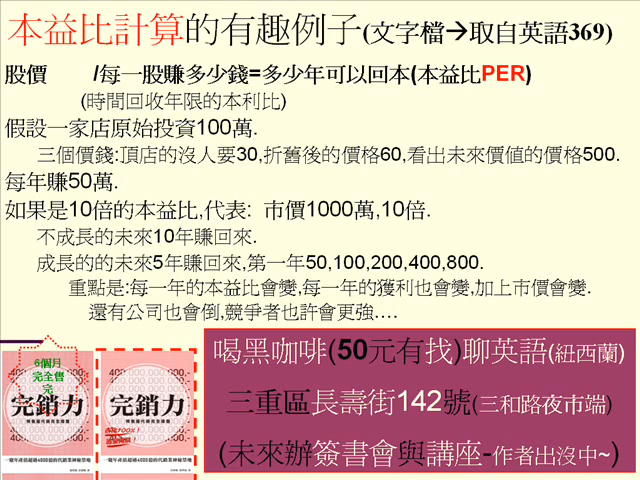 本益比計算的有趣例子(文字檔→取自英語369)
股價 /每一股賺多少錢=多少年可以回本(本益比PER)
(時間回收年限的本利比)
假設一家店原始投資100萬.
三個價錢:頂店的沒人要30,折舊後的價格60,看出未來價值的價格500.
每年賺50萬.
如果是10倍的本益比,代表: 市價1000萬,10倍.
不成長的未來10年賺回來.
成長的的未來5年賺回來,第一年50,100,200,400,800.
重點是:每一年的本益比會變,每一年的獲利也會變,加上市價會變.
還有公司也會倒,競爭者也許會更強....
6個月
完全售
完
完銷力
完銷力
喝黑咖啡(50元有找)聊英語(紐西蘭)
三重區長壽街142號(三和路夜市端)
(未來辦簽書會與講座-作者出沒中~)